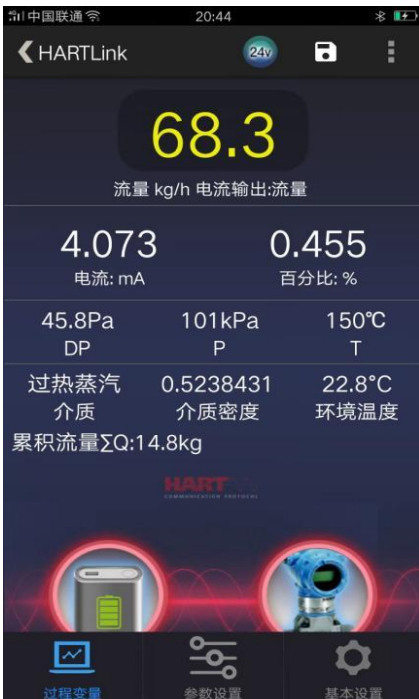 中国联通 20:44
HARTLink 24v
68.3
流量 kg/h 电流输出:流量
4.073 0.455
电流: mA 百分比: %
45.8Pa 101kPa 150℃
DP P T
过热蒸汽 0.5238431 22.8°C
介质 介质密度 环境温度
累积流量∑Q:14.8kg
HART
COMMUNICATION PROTOCOL
过程变量 参数设置 基本设置